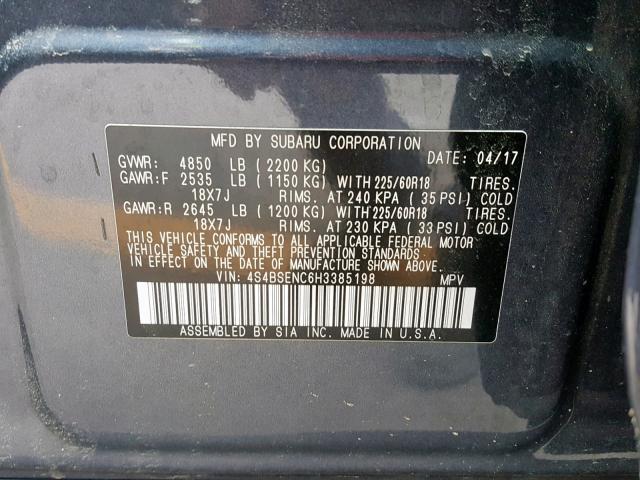 MFD BY SUBARU CORPORATION
GVWR: 4850 LB (2200 KG) DATE: 04/17
GAWR:F 2535 LB (1150 KG) WITH 225/60R18 TIRES.
18X7J RIMS. AT 240 KPA (35 PSI) COLD
GAWR:R 2645 LB (1200 KG) WITH 225/60R18 TIRES.
18X7J RIMS. AT 230 KPA (33 PSI) COLD
THIS VEHICLE CONFORMS TO ALL APPLICABLE FEDERAL MOTOR
VEHICLE SAFETY AND THEFT PREVENTION STANDARDS
IN EFFECT ON THE DATE OF MANUFACTURE SHOWN ABOVE.
VIN: 4S4BSENC6H3385198 MPV
ASSEMBLED BY SIA INC. MADE IN U.S.A.